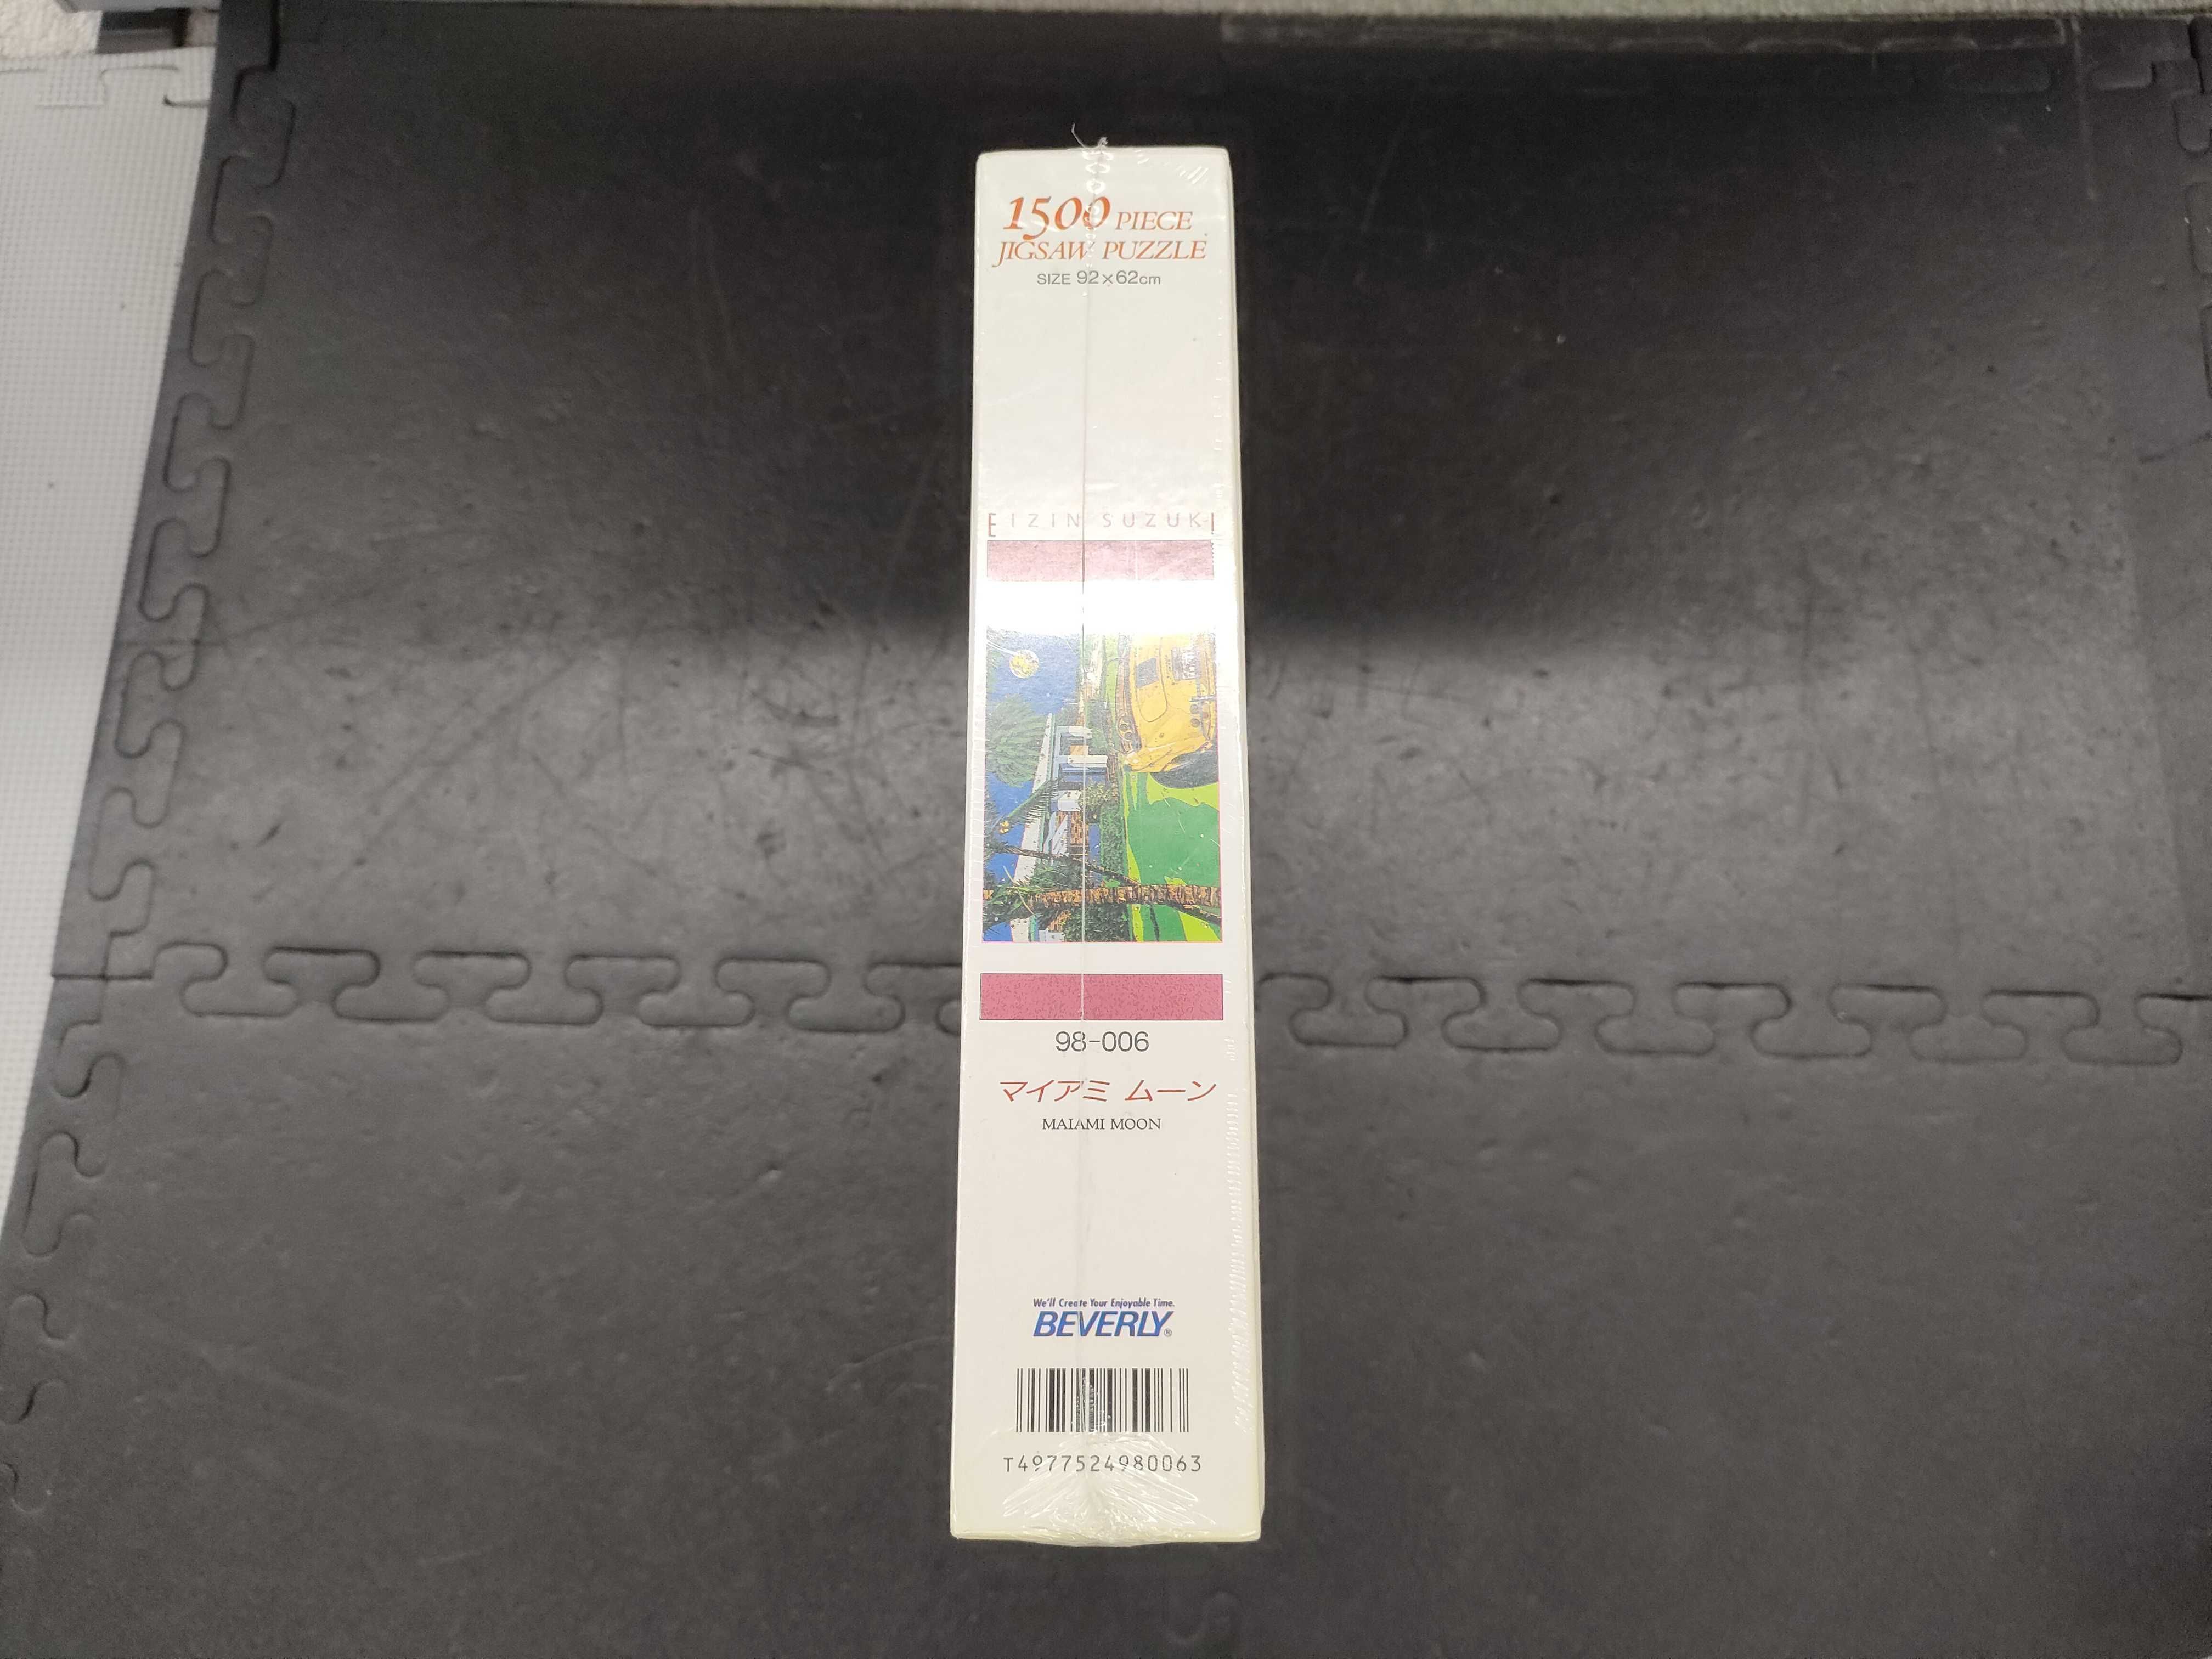 1500 PIECE
JIGSAW PUZZLE
SIZE 92×62cm
EIZIN SUZUKI
98-006
マイアミ ムーン
MAIAMI MOON
We'll Create Your Enjoyable Time.
BEVERLY®
T4977524980063